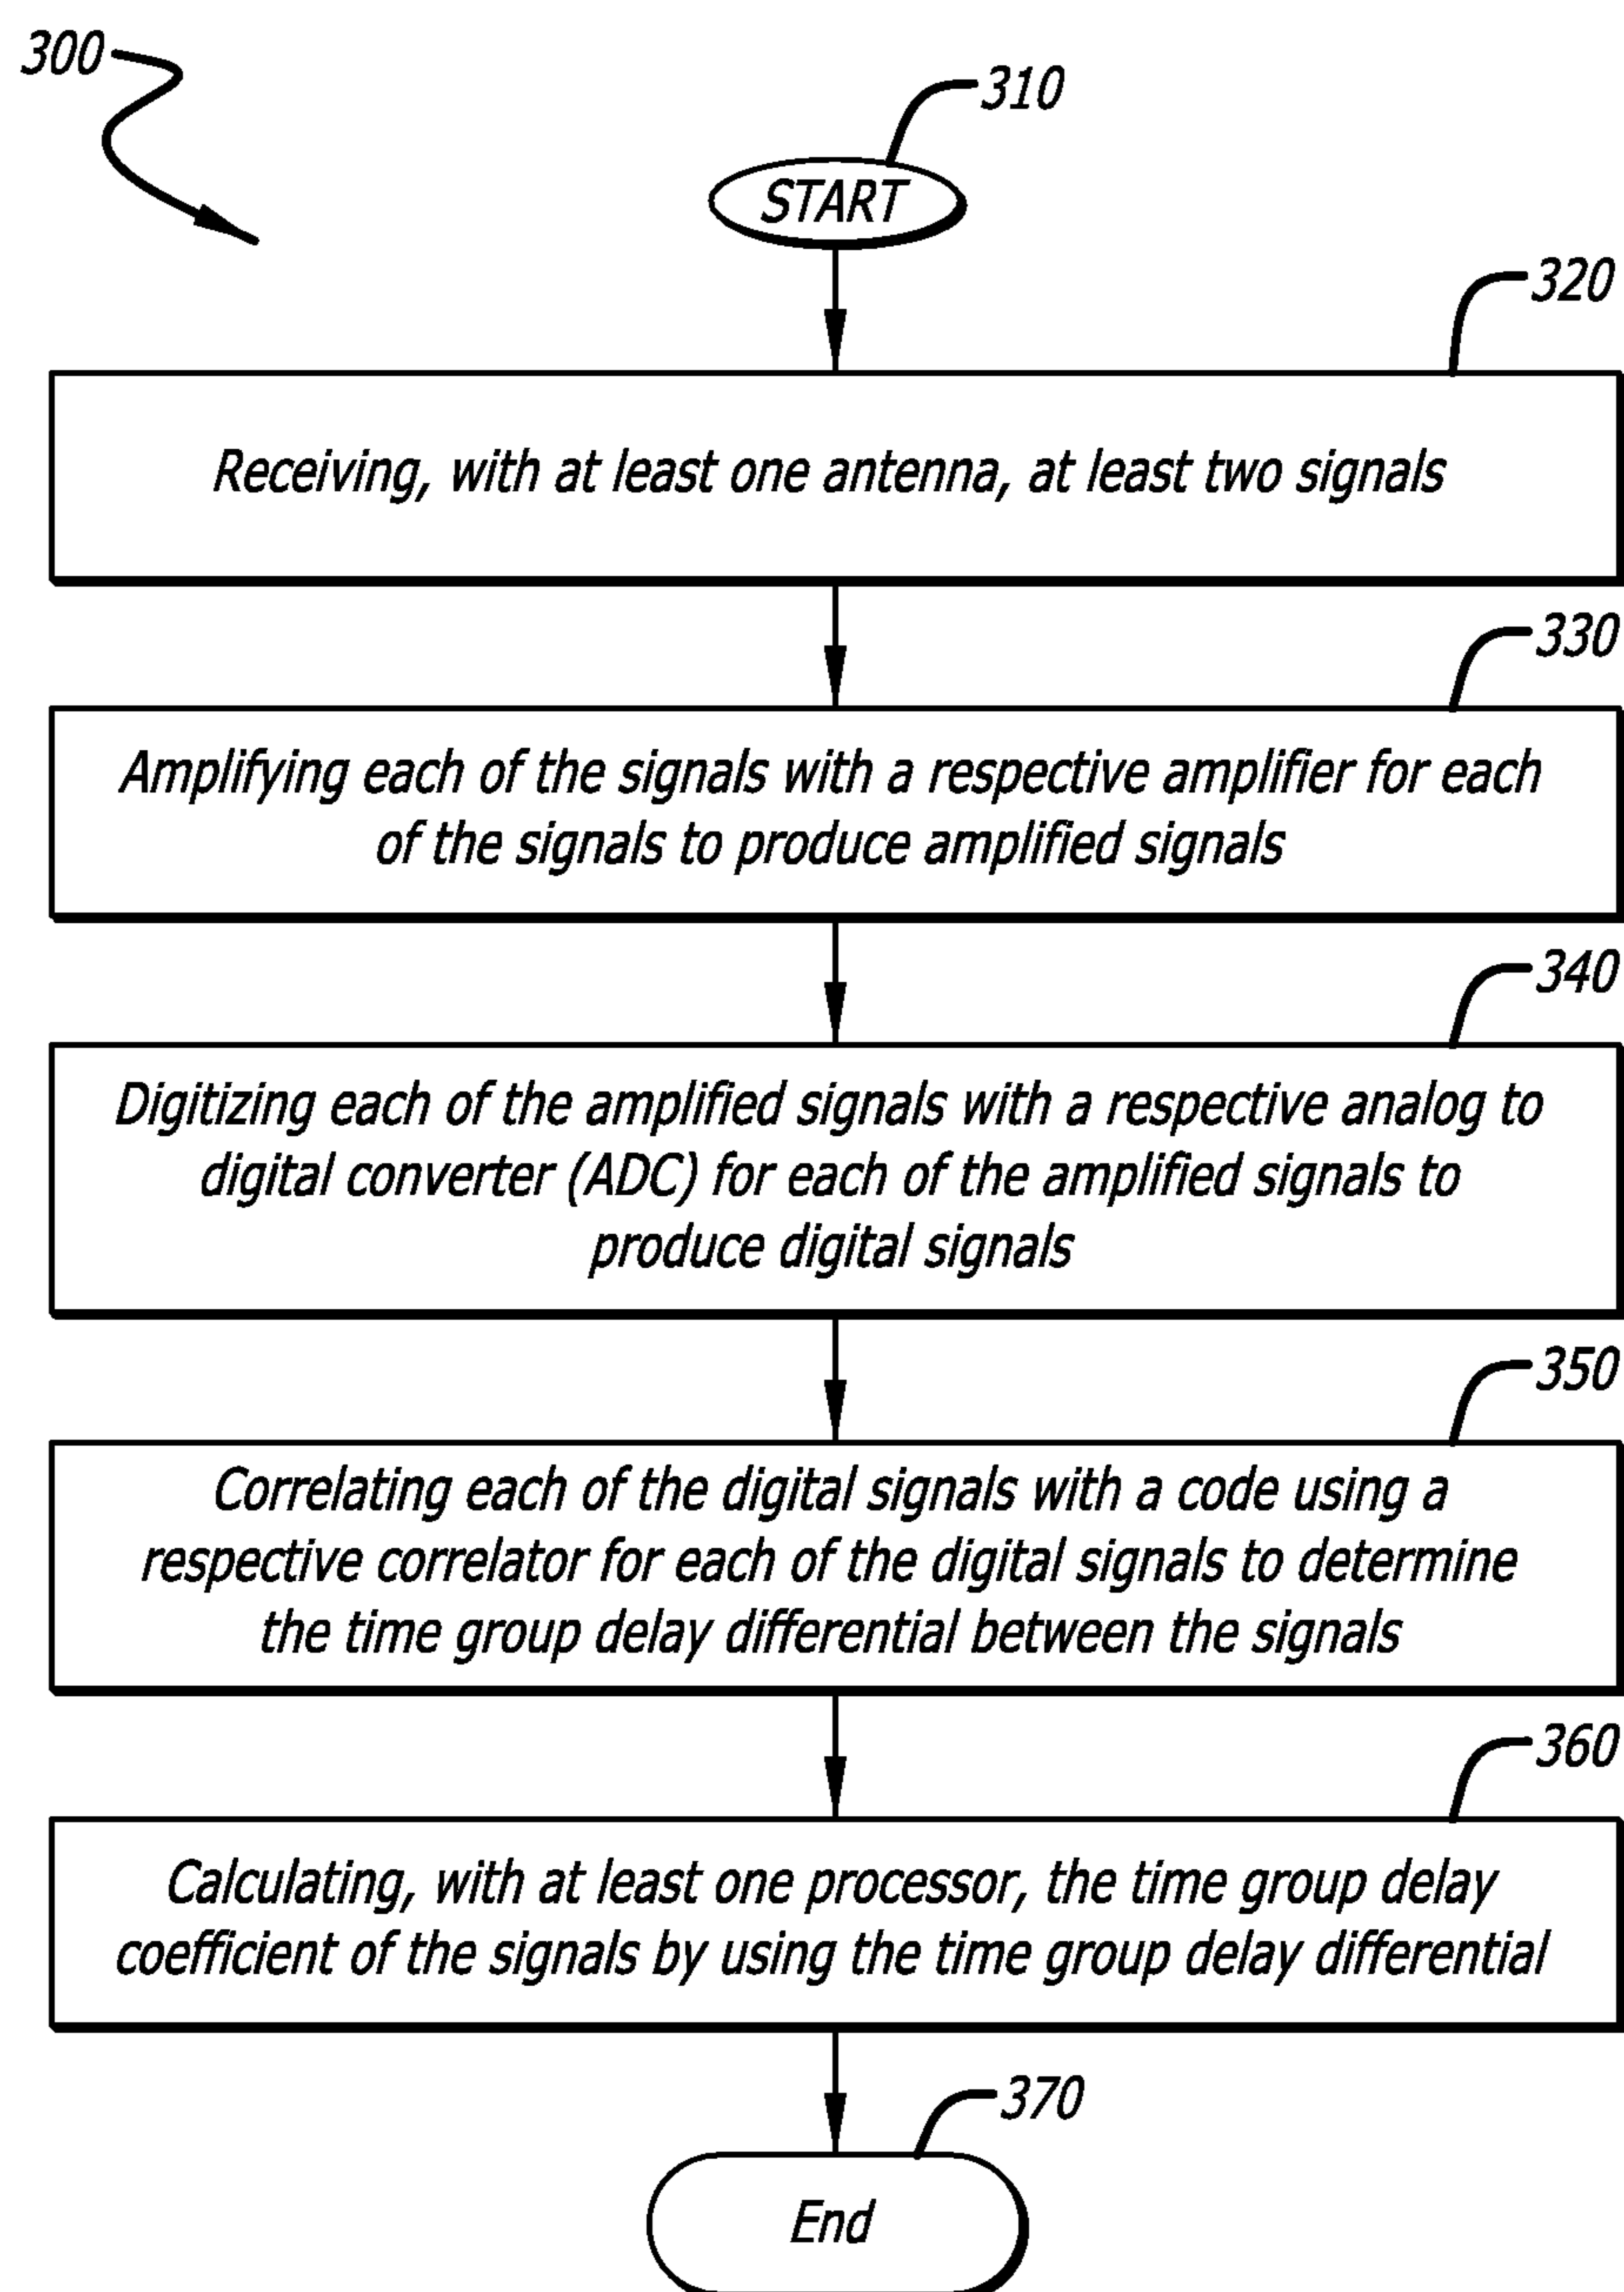 300
310
START
320
Receiving, with at least one antenna, at least two signals
330
Amplifying each of the signals with a respective amplifier for each
of the signals to produce amplified signals
340
Digitizing each of the amplified signals with a respective analog to
digital converter (ADC) for each of the amplified signals to
produce digital signals
350
Correlating each of the digital signals with a code using a
respective correlator for each of the digital signals to determine
the time group delay differential between the signals
360
Calculating, with at least one processor, the time group delay
coefficient of the signals by using the time group delay differential
370
End